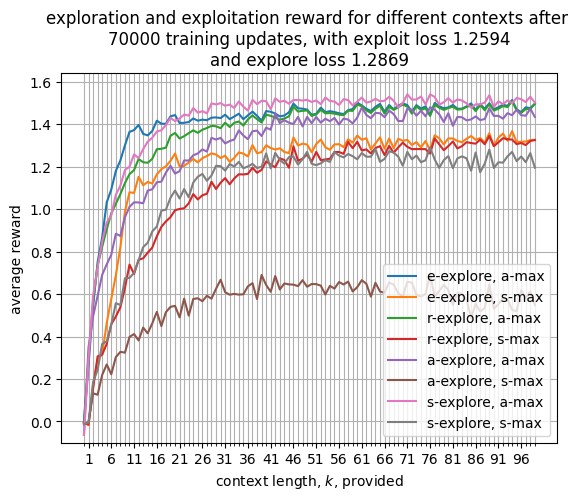 exploration and exploitation reward for different contexts after
70000 training updates, with exploit loss 1.2594
and explore loss 1.2869
1.6
1.4
1.2
1.0
0.8
0.6
0.4
0.2
0.0
average reward
e-explore, a-max
e-explore, s-max
r-explore, a-max
r-explore, s-max
a-explore, a-max
a-explore, s-max
s-explore, a-max
s-explore, s-max
1 6 11 16 21 26 31 36 41 46 51 56 61 66 71 76 81 86 91 96
context length, k, provided